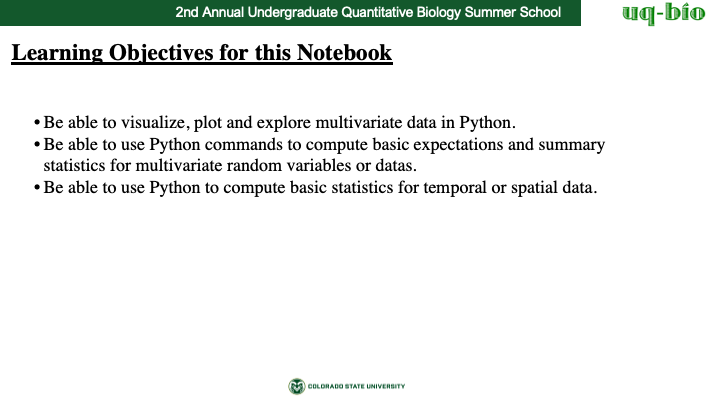 2nd Annual Undergraduate Quantitative Biology Summer School
uq-bio
Learning Objectives for this Notebook
• Be able to visualize, plot and explore multivariate data in Python.
• Be able to use Python commands to compute basic expectations and summary
statistics for multivariate random variables or datas.
• Be able to use Python to compute basic statistics for temporal or spatial data.
COLORADO STATE UNIVERSITY